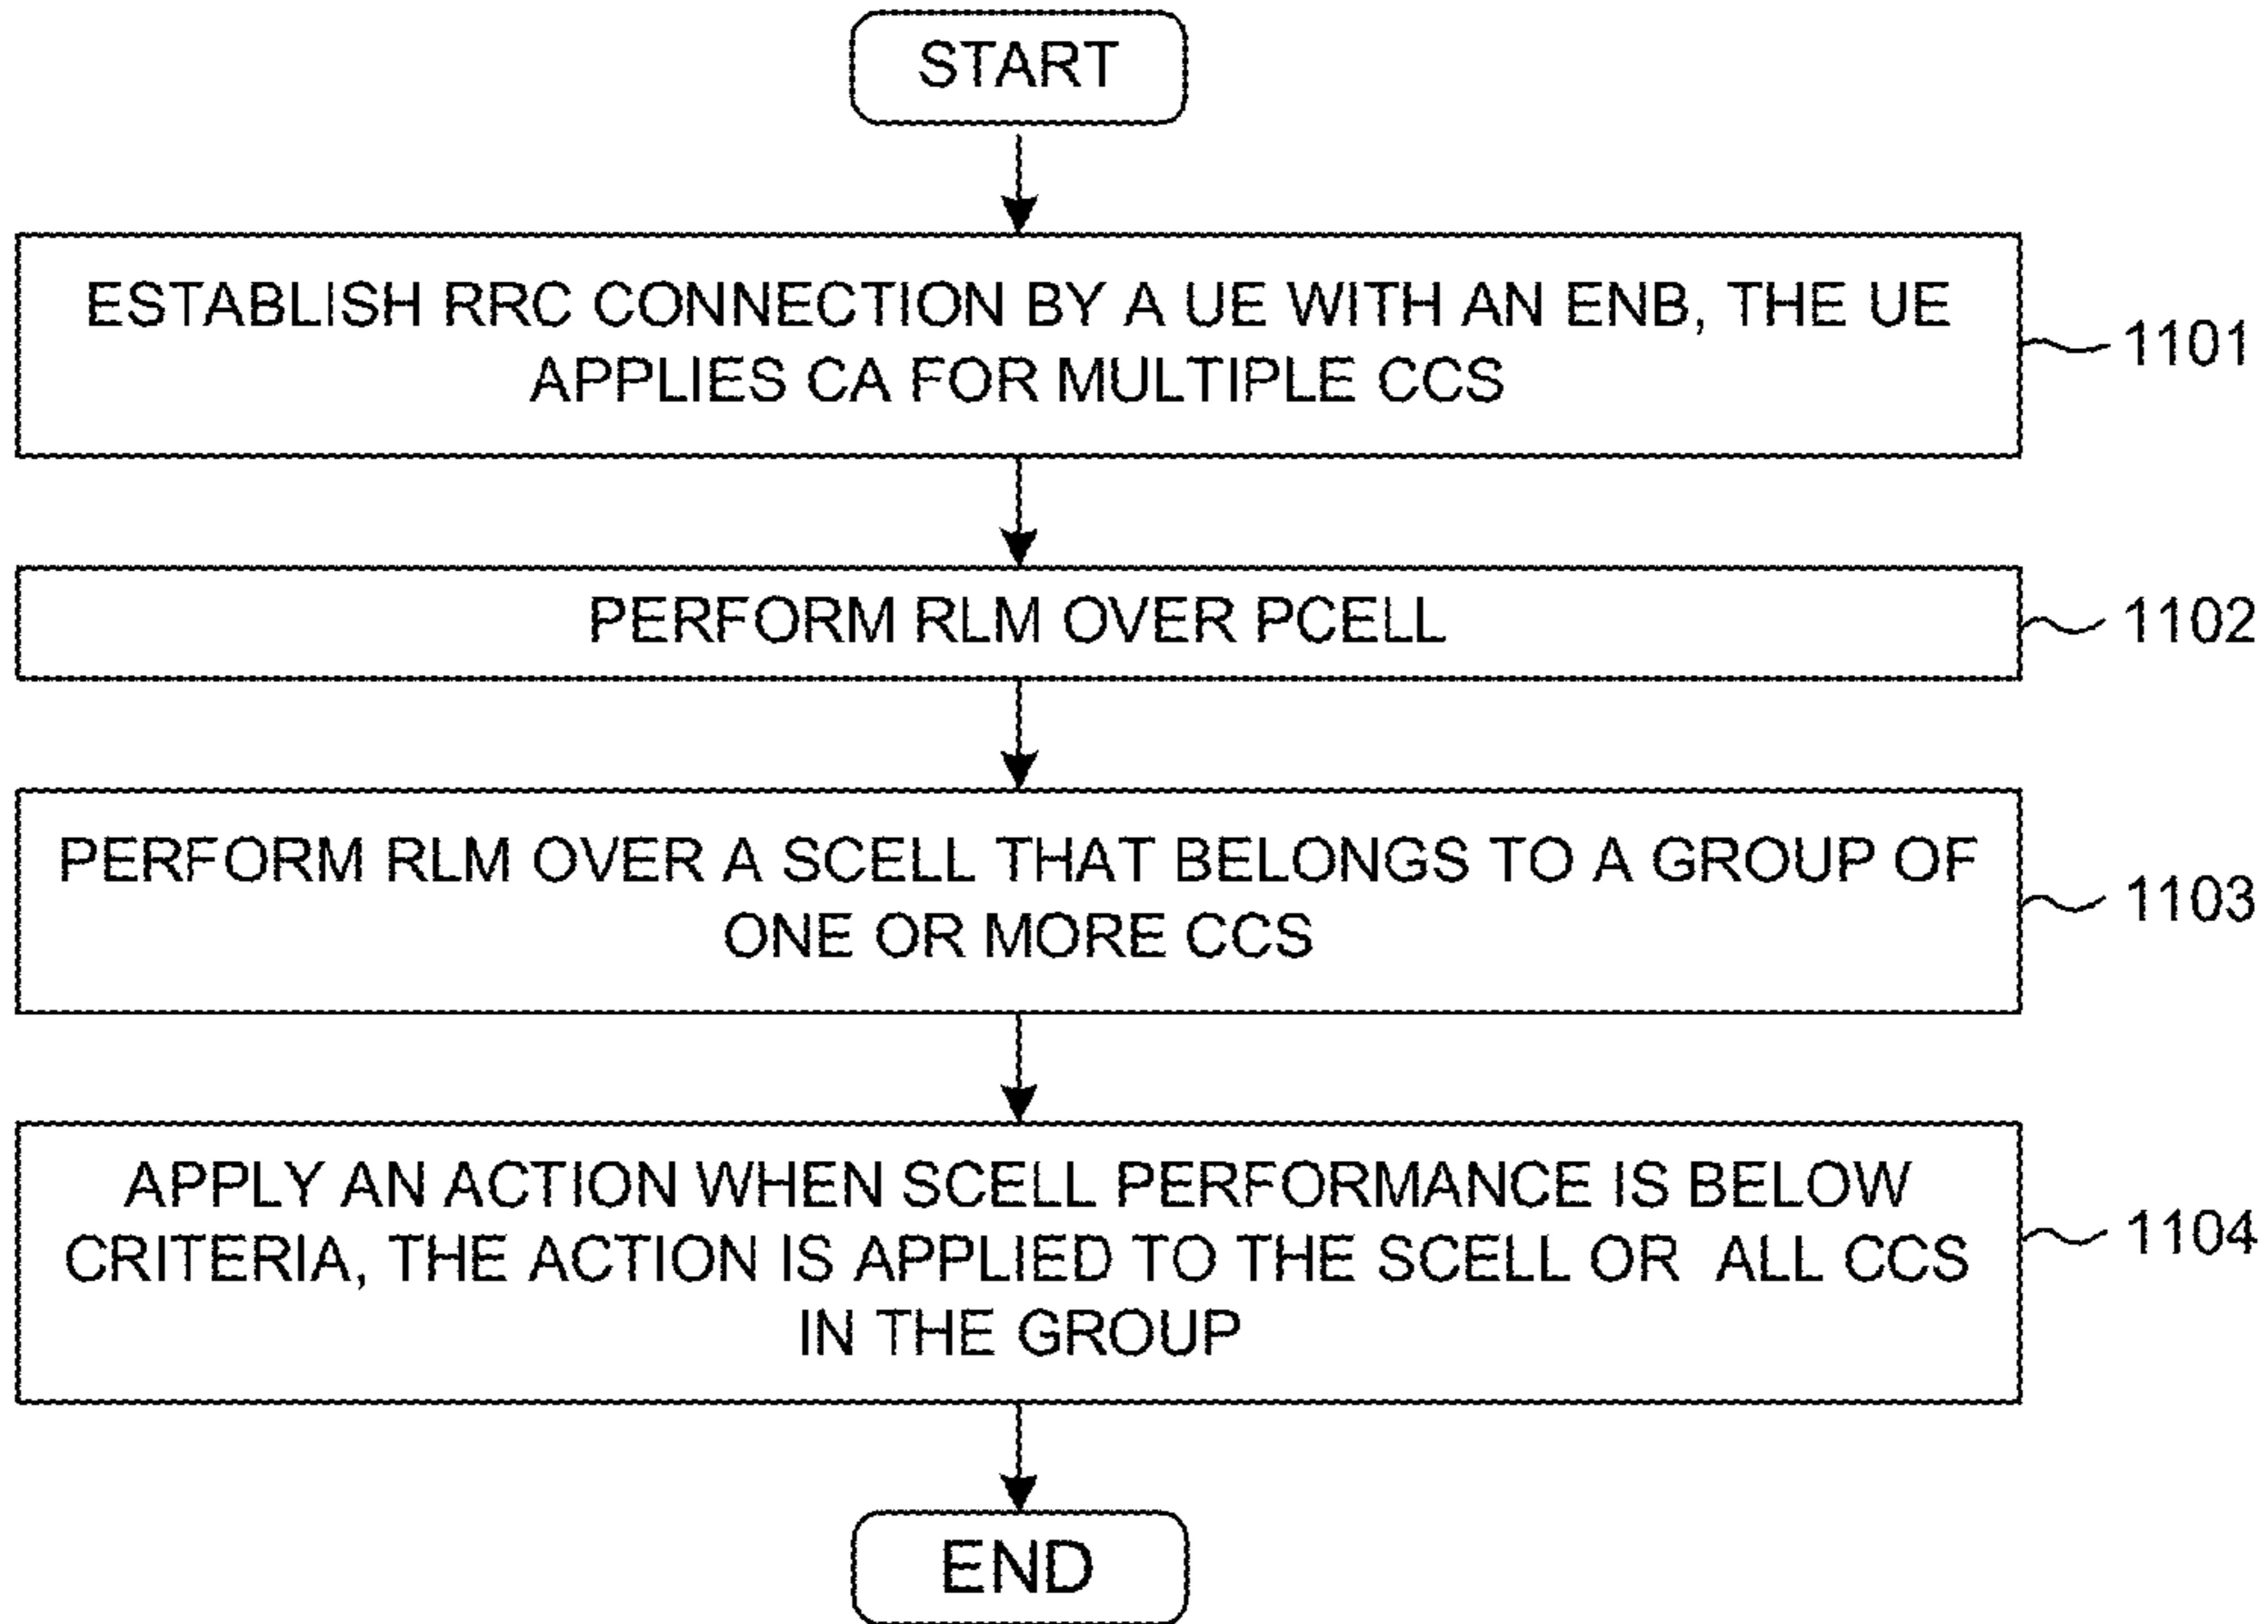 START
ESTABLISH RRC CONNECTION BY A UE WITH AN ENB, THE UE
APPLIES CA FOR MULTIPLE CCS
1101
PERFORM RLM OVER PCELL
1102
PERFORM RLM OVER A SCELL THAT BELONGS TO A GROUP OF
ONE OR MORE CCS
1103
APPLY AN ACTION WHEN SCELL PERFORMANCE IS BELOW
CRITERIA, THE ACTION IS APPLIED TO THE SCELL OR ALL CCS
IN THE GROUP
1104
END